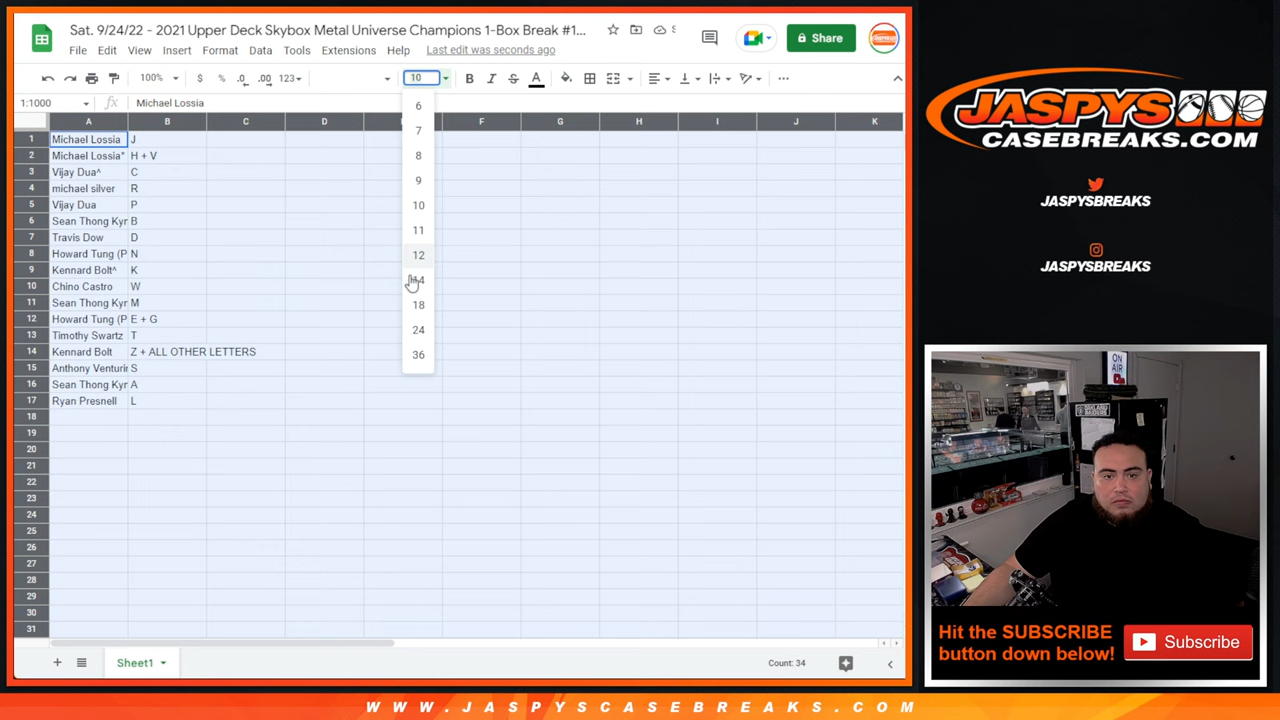 Sat. 9/24/22 - 2021 Upper Deck Skybox Metal Universe Champions 1-Box Break #1...
File Edit View Format Data Tools Extensions Help Last edit was seconds ago
Share
100% $ % .0 .00 123 10
1:1000 fx Michael Lossia
A B C D F G H I J K
1 Michael Lossia J
2 Michael Lossia* H + V
3 Vijay Dua^ C
4 michael silver R
5 Vijay Dua P
6 Sean Thong Kyr B
7 Travis Dow D
8 Howard Tung (P N
9 Kennard Bolt^ K
10 Chino Castro W
11 Sean Thong Kyr M
12 Howard Tung (P E + G
13 Timothy Swartz T
14 Kennard Bolt Z + ALL OTHER LETTERS
15 Anthony Venturin S
16 Sean Thong Kyr A
17 Ryan Presnell L
18
19
20
21
22
23
24
25
26
27
28
29
30
31
6
7
8
9
10
11
12
14
18
24
36
Sheet1
Count: 34
JASPYS
CASEBREAKS.COM
JASPYSBREAKS
JASPYSBREAKS
ON
AIR
Hit the SUBSCRIBE
button down below!
Subscribe
WWW.JASPYSCASEBREAKS.COM